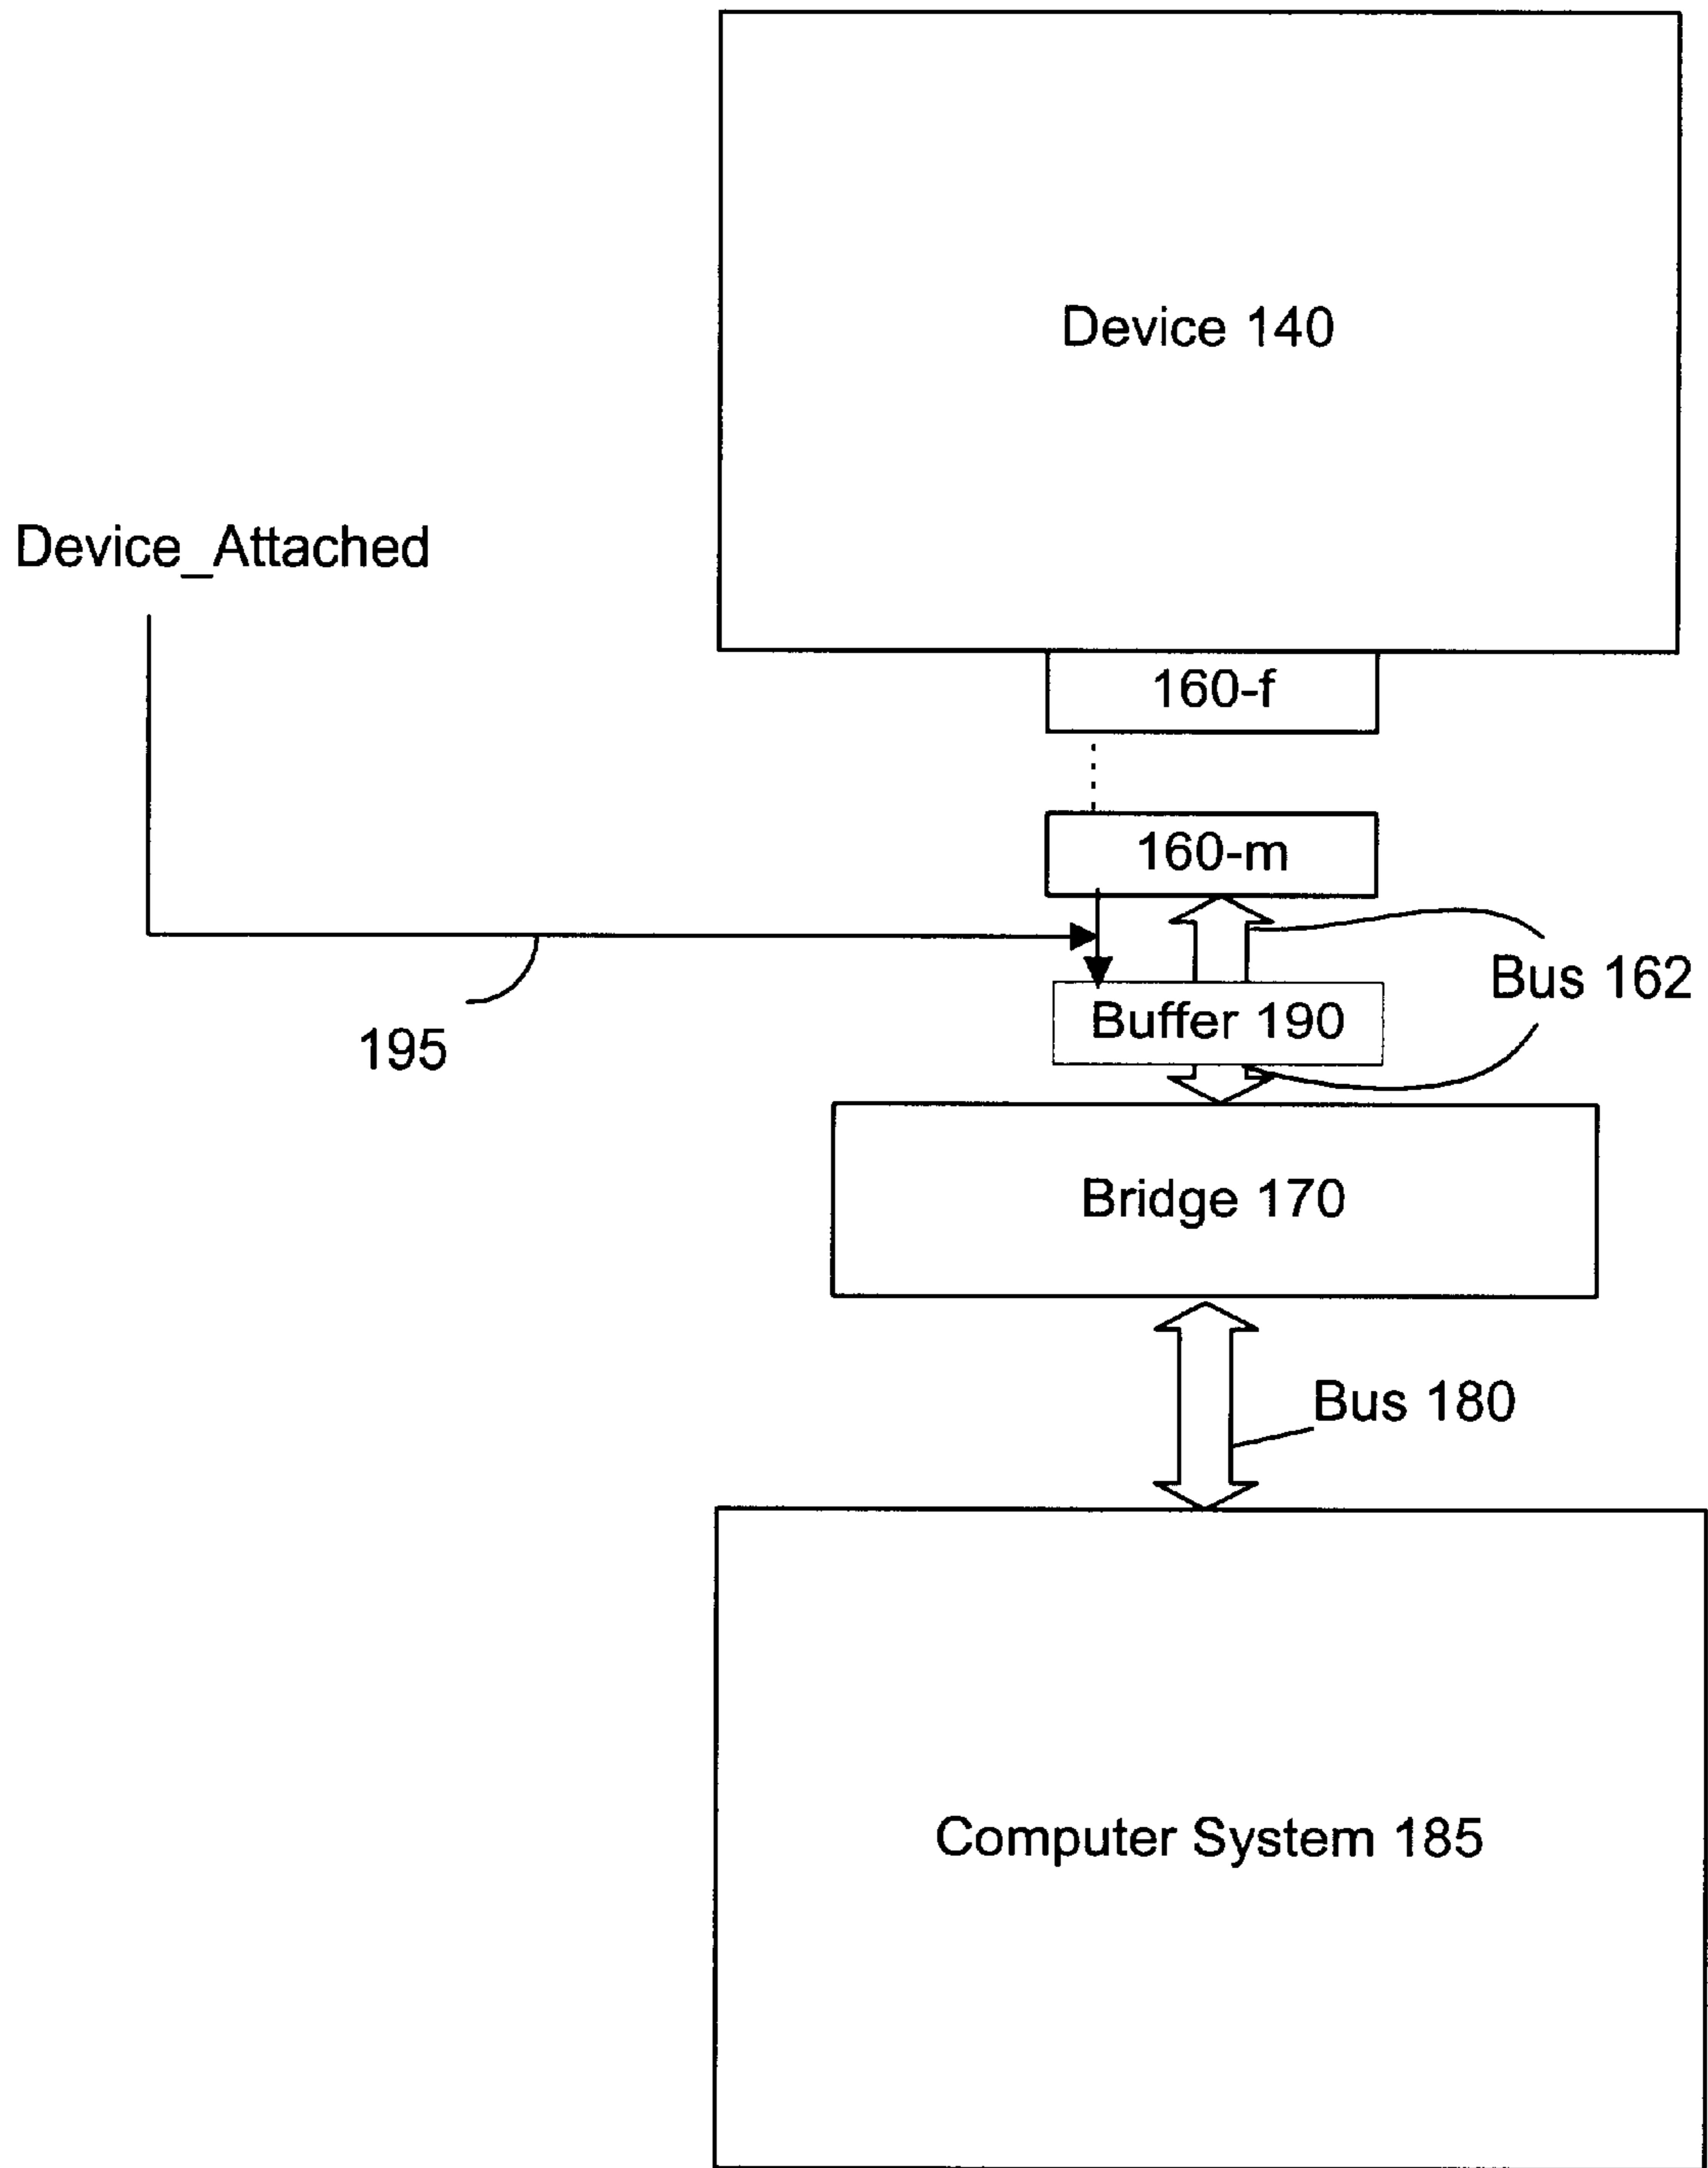 Device 140
Device_Attached
160-f
160-m
Bus 162
Buffer 190
195
Bridge 170
Bus 180
Computer System 185